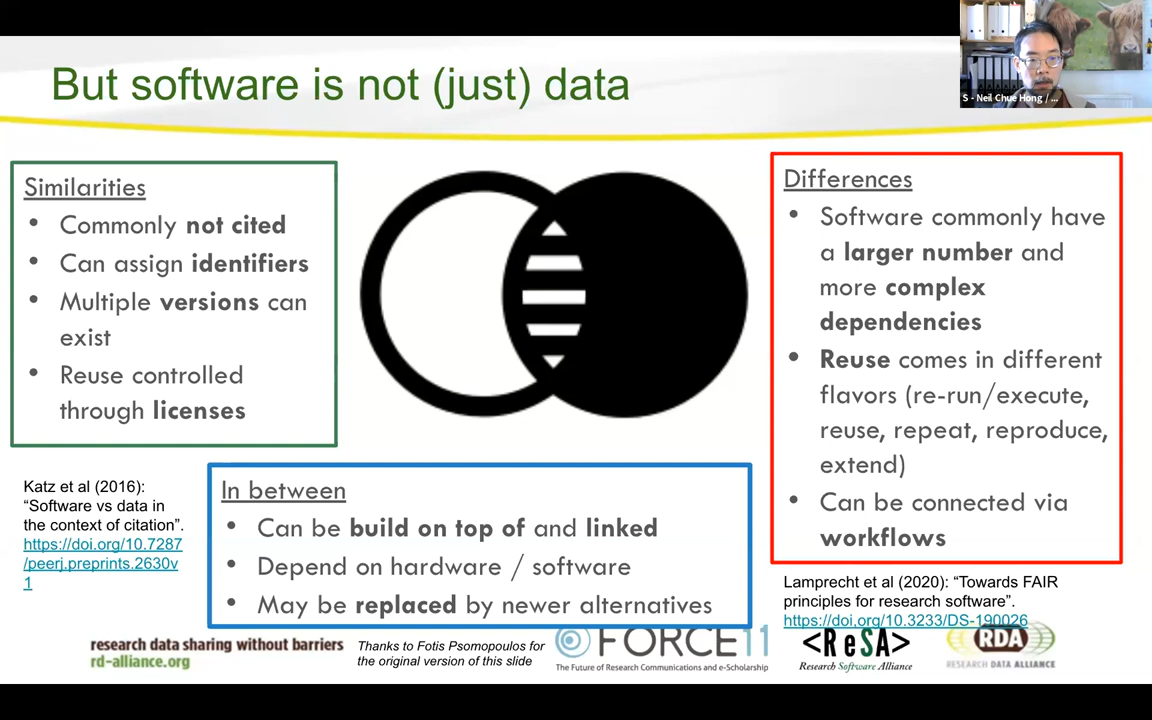 But software is not (just) data
S - Neil Chue Hong / ...
Similarities
• Commonly not cited
• Can assign identifiers
• Multiple versions can
exist
• Reuse controlled
through licenses
Differences
• Software commonly have
a larger number and
more complex
dependencies
• Reuse comes in different
flavors (re-run/execute,
reuse, repeat, reproduce,
extend)
• Can be connected via
workflows
In between
• Can be build on top of and linked
• Depend on hardware / software
• May be replaced by newer alternatives
Katz et al (2016):
“Software vs data in
the context of citation”.
https://doi.org/10.7287
/peerj.preprints.2630v
1
Lamprecht et al (2020): “Towards FAIR
principles for research software”.
https://doi.org/10.3233/DS-190026
research data sharing without barriers
rd-alliance.org
Thanks to Fotis Psomopoulos for
the original version of this slide
FORCE11
The Future of Research Communications and e-Scholarship
<ReSA>
Research Software Alliance
RDA
RESEARCH DATA ALLIANCE